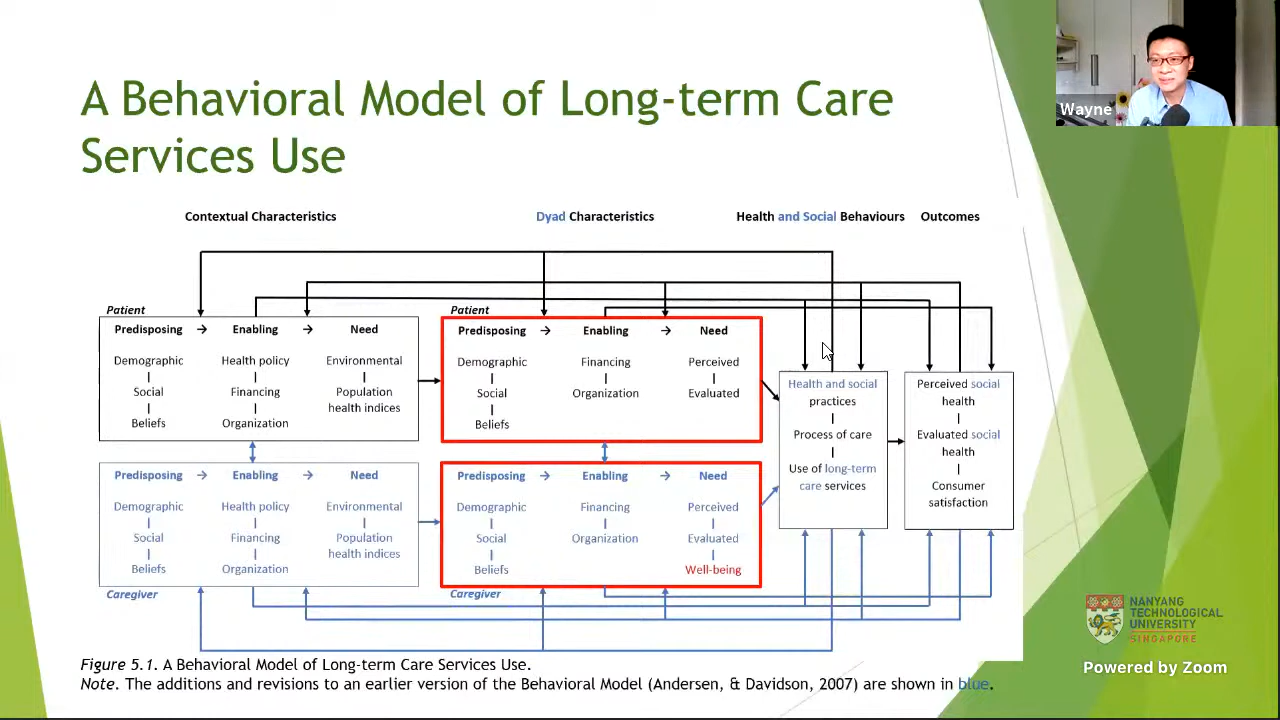 A Behavioral Model of Long-term Care
Services Use
Wayne
Contextual Characteristics
Dyad Characteristics
Health and Social Behaviours
Outcomes
Patient
Predisposing → Enabling → Need
Demographic
Health policy
Environmental
Social
Financing
Population
health indices
Beliefs
Organization
Patient
Predisposing → Enabling → Need
Demographic
Financing
Perceived
Social
Organization
Evaluated
Beliefs
Predisposing → Enabling → Need
Demographic
Health policy
Environmental
Social
Financing
Population
health indices
Beliefs
Organization
Caregiver
Predisposing → Enabling → Need
Demographic
Financing
Perceived
Social
Organization
Evaluated
Beliefs
Well-being
Caregiver
Health and social
practices
Process of care
Use of long-term
care services
Perceived social
health
Evaluated social
health
Consumer
satisfaction
Figure 5.1. A Behavioral Model of Long-term Care Services Use.
Note. The additions and revisions to an earlier version of the Behavioral Model (Andersen, & Davidson, 2007) are shown in blue.
NANYANG
TECHNOLOGICAL
UNIVERSITY
SINGAPORE
Powered by Zoom